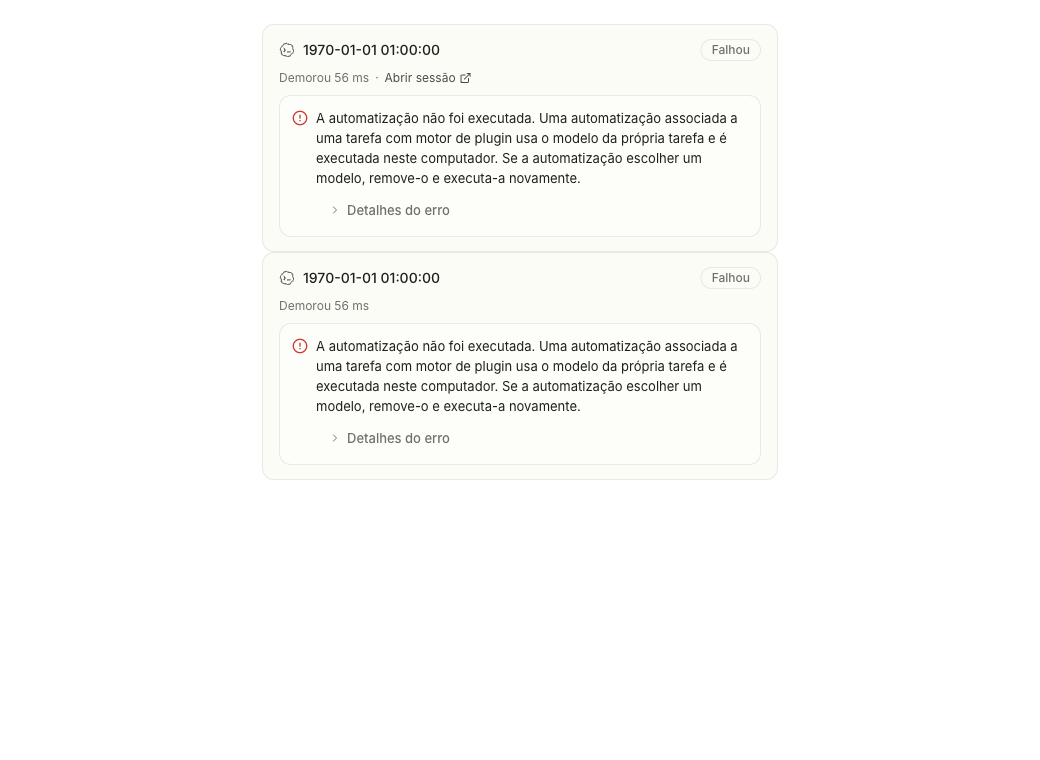 1970-01-01 01:00:00
Falhou
Demorou 56 ms · Abrir sessão
A automatização não foi executada. Uma automatização associada a
uma tarefa com motor de plugin usa o modelo da própria tarefa e é
executada neste computador. Se a automatização escolher um
modelo, remove-o e executa-a novamente.
Detalhes do erro
1970-01-01 01:00:00
Falhou
Demorou 56 ms
A automatização não foi executada. Uma automatização associada a
uma tarefa com motor de plugin usa o modelo da própria tarefa e é
executada neste computador. Se a automatização escolher um
modelo, remove-o e executa-a novamente.
Detalhes do erro